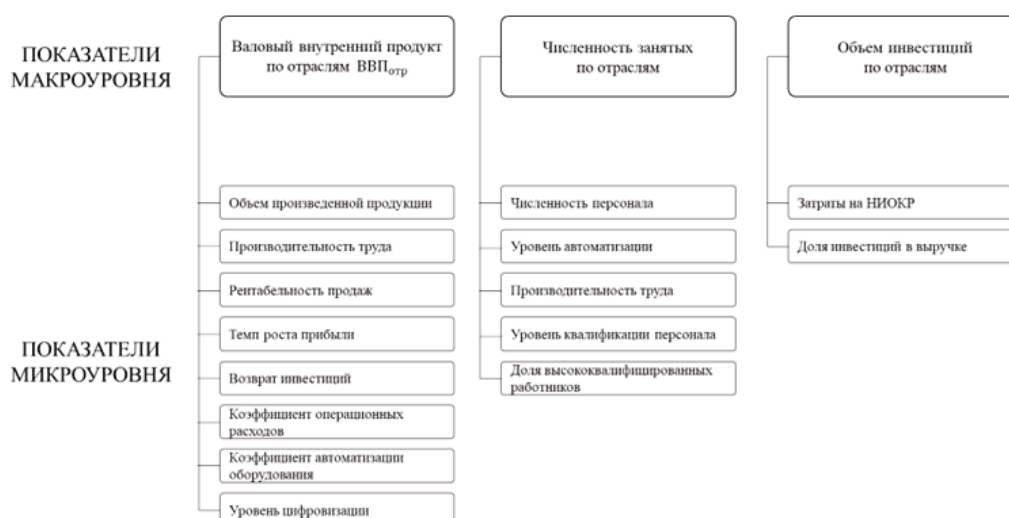 ПОКАЗАТЕЛИ
МАКРОУРОВНЯ
Валовый внутренний продукт
по отраслям ВВПотр
Численность занятых
по отраслям
Объем инвестиций
по отраслям
ПОКАЗАТЕЛИ
МИКРОУРОВНЯ
Объем произведенной продукции
Производительность труда
Рентабельность продаж
Темп роста прибыли
Возврат инвестиций
Коэффициент операционных
расходов
Коэффициент автоматизации
оборудования
Уровень цифровизации
Численность персонала
Уровень автоматизации
Производительность труда
Уровень квалификации персонала
Доля высококвалифицированных
работников
Затраты на НИОКР
Доля инвестиций в выручке